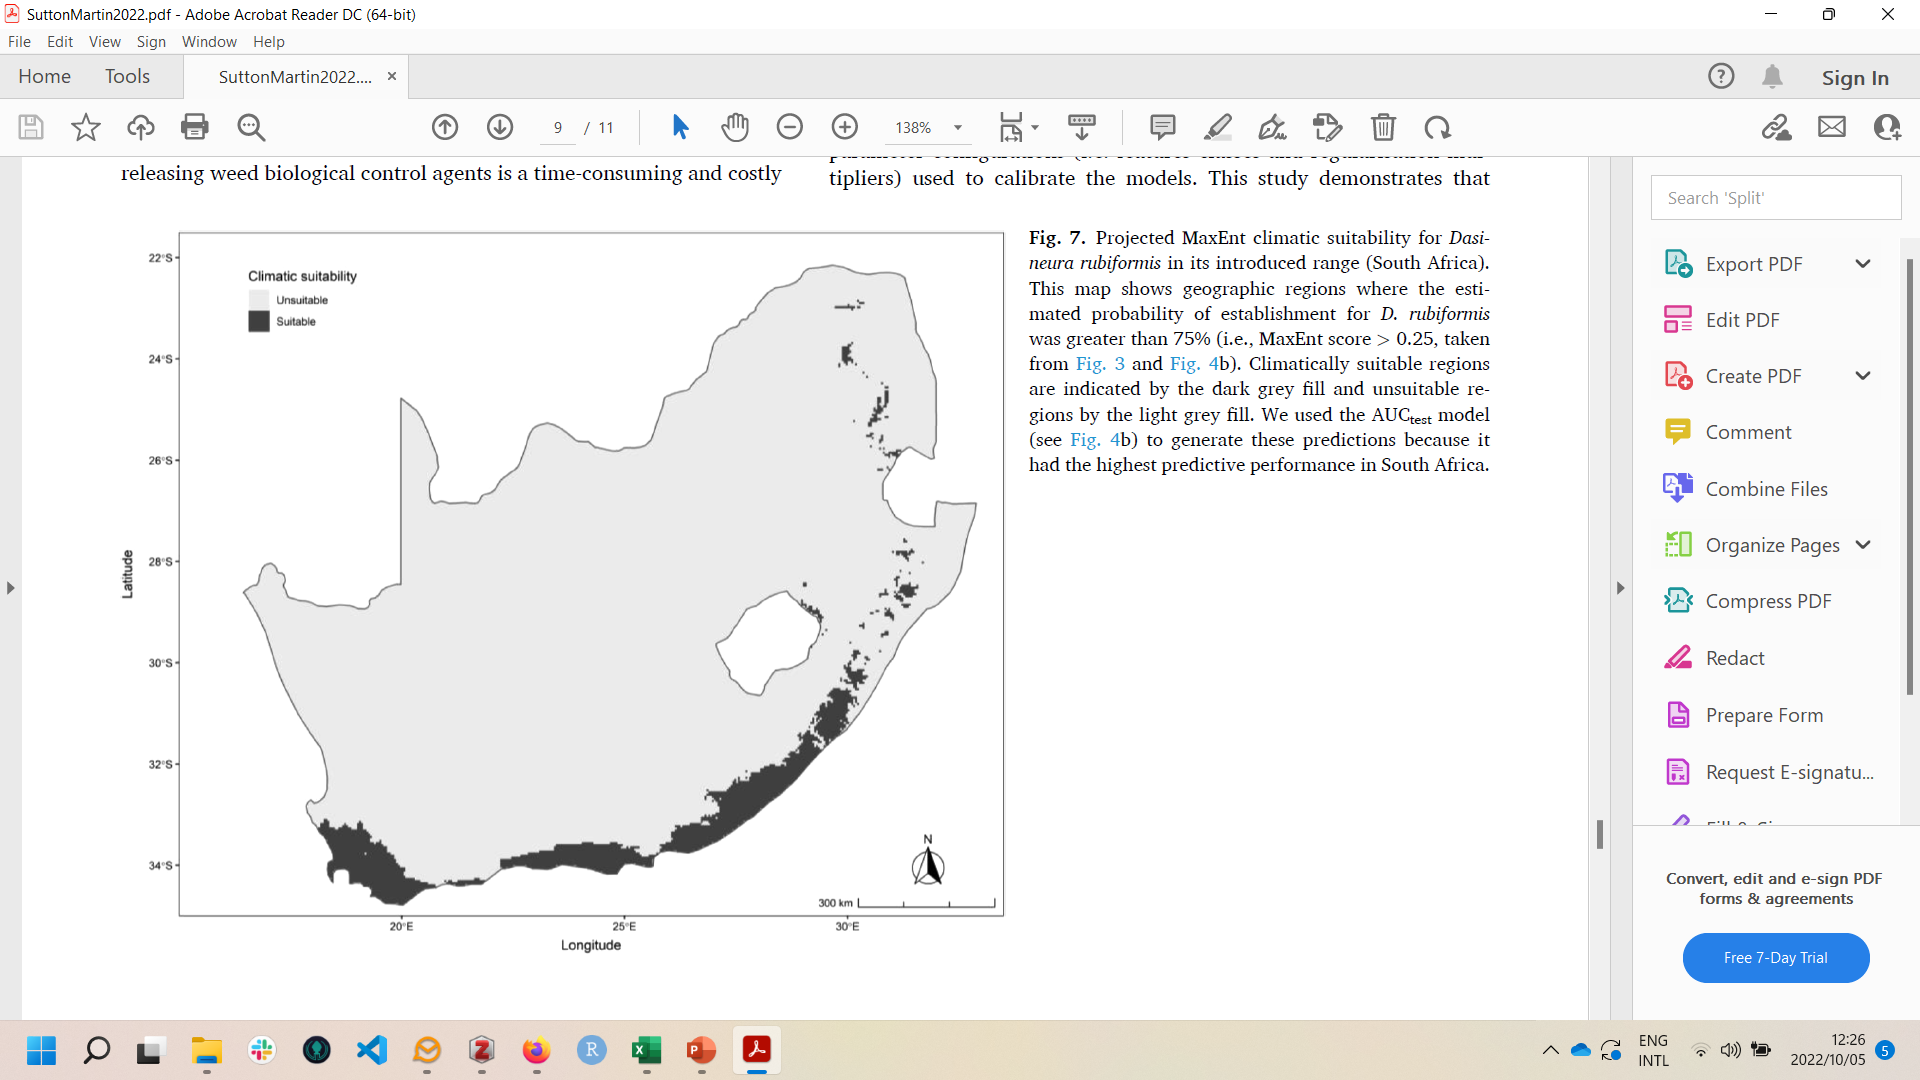 SuttonMartin2022.pdf - Adobe Acrobat Reader DC (64-bit)
File Edit View Sign Window Help
Home Tools SuttonMartin2022.... × Sign In
9 / 11 138%
releasing weed biological control agents is a time-consuming and costly
tipliers) used to calibrate the models. This study demonstrates that
Climatic suitability
Unsuitable
Suitable
22°S
24°S
26°S
28°S
30°S
32°S
34°S
Latitude
20°E 25°E 30°E
Longitude
N
300 km
Fig. 7. Projected MaxEnt climatic suitability for Dasi-
neura rubiformis in its introduced range (South Africa).
This map shows geographic regions where the esti-
mated probability of establishment for D. rubiformis
was greater than 75% (i.e., MaxEnt score > 0.25, taken
from Fig. 3 and Fig. 4b). Climatically suitable regions
are indicated by the dark grey fill and unsuitable re-
gions by the light grey fill. We used the AUCtest model
(see Fig. 4b) to generate these predictions because it
had the highest predictive performance in South Africa.
Search 'Split'
Export PDF
Edit PDF
Create PDF
Comment
Combine Files
Organize Pages
Compress PDF
Redact
Prepare Form
Request E-signatu...
Convert, edit and e-sign PDF
forms & agreements
Free 7-Day Trial
ENG
INTL
12:26
2022/10/05
5